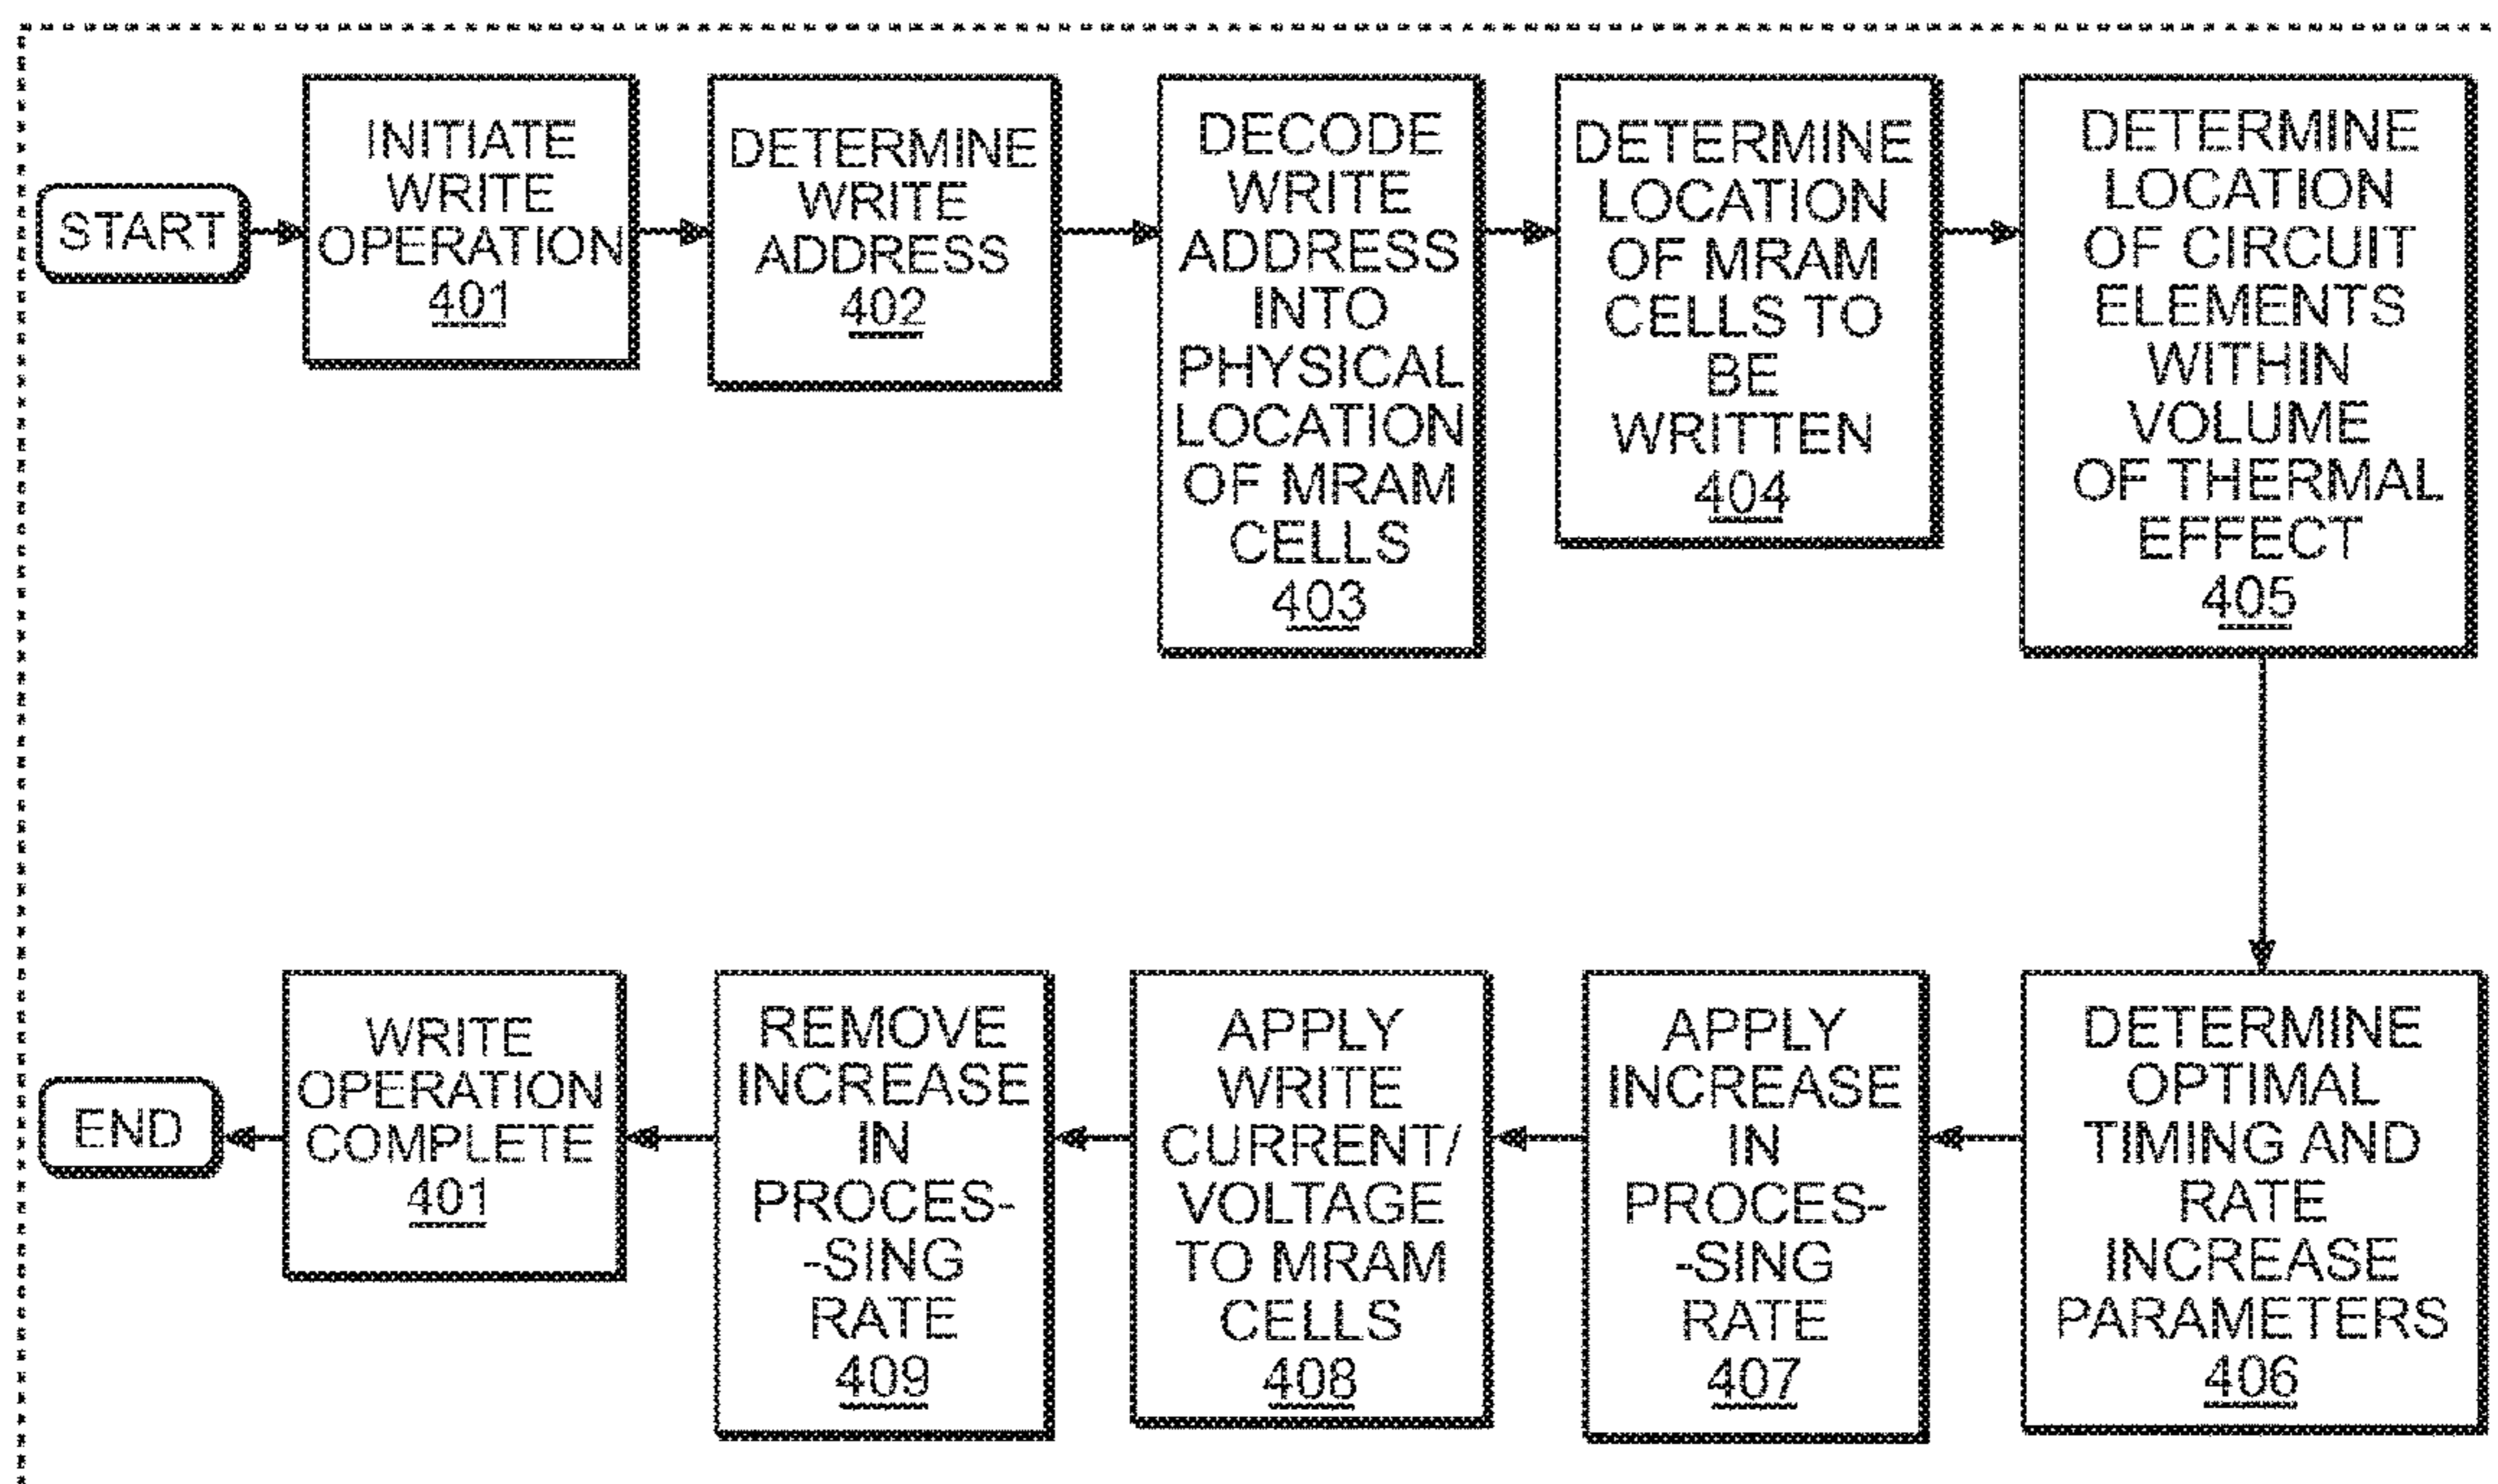 START
INITIATE
WRITE
OPERATION
401
DETERMINE
WRITE
ADDRESS
402
DECODE
WRITE
ADDRESS
INTO
PHYSICAL
LOCATION
OF MRAM
CELLS
403
DETERMINE
LOCATION
OF MRAM
CELLS TO
BE
WRITTEN
404
DETERMINE
LOCATION
OF CIRCUIT
ELEMENTS
WITHIN
VOLUME
OF THERMAL
EFFECT
405
DETERMINE
OPTIMAL
TIMING AND
RATE
INCREASE
PARAMETERS
406
APPLY
INCREASE
IN
PROCES-
-SING
RATE
407
APPLY
WRITE
CURRENT/
VOLTAGE
TO MRAM
CELLS
408
REMOVE
INCREASE
IN
PROCES-
-SING
RATE
409
WRITE
OPERATION
COMPLETE
401
END